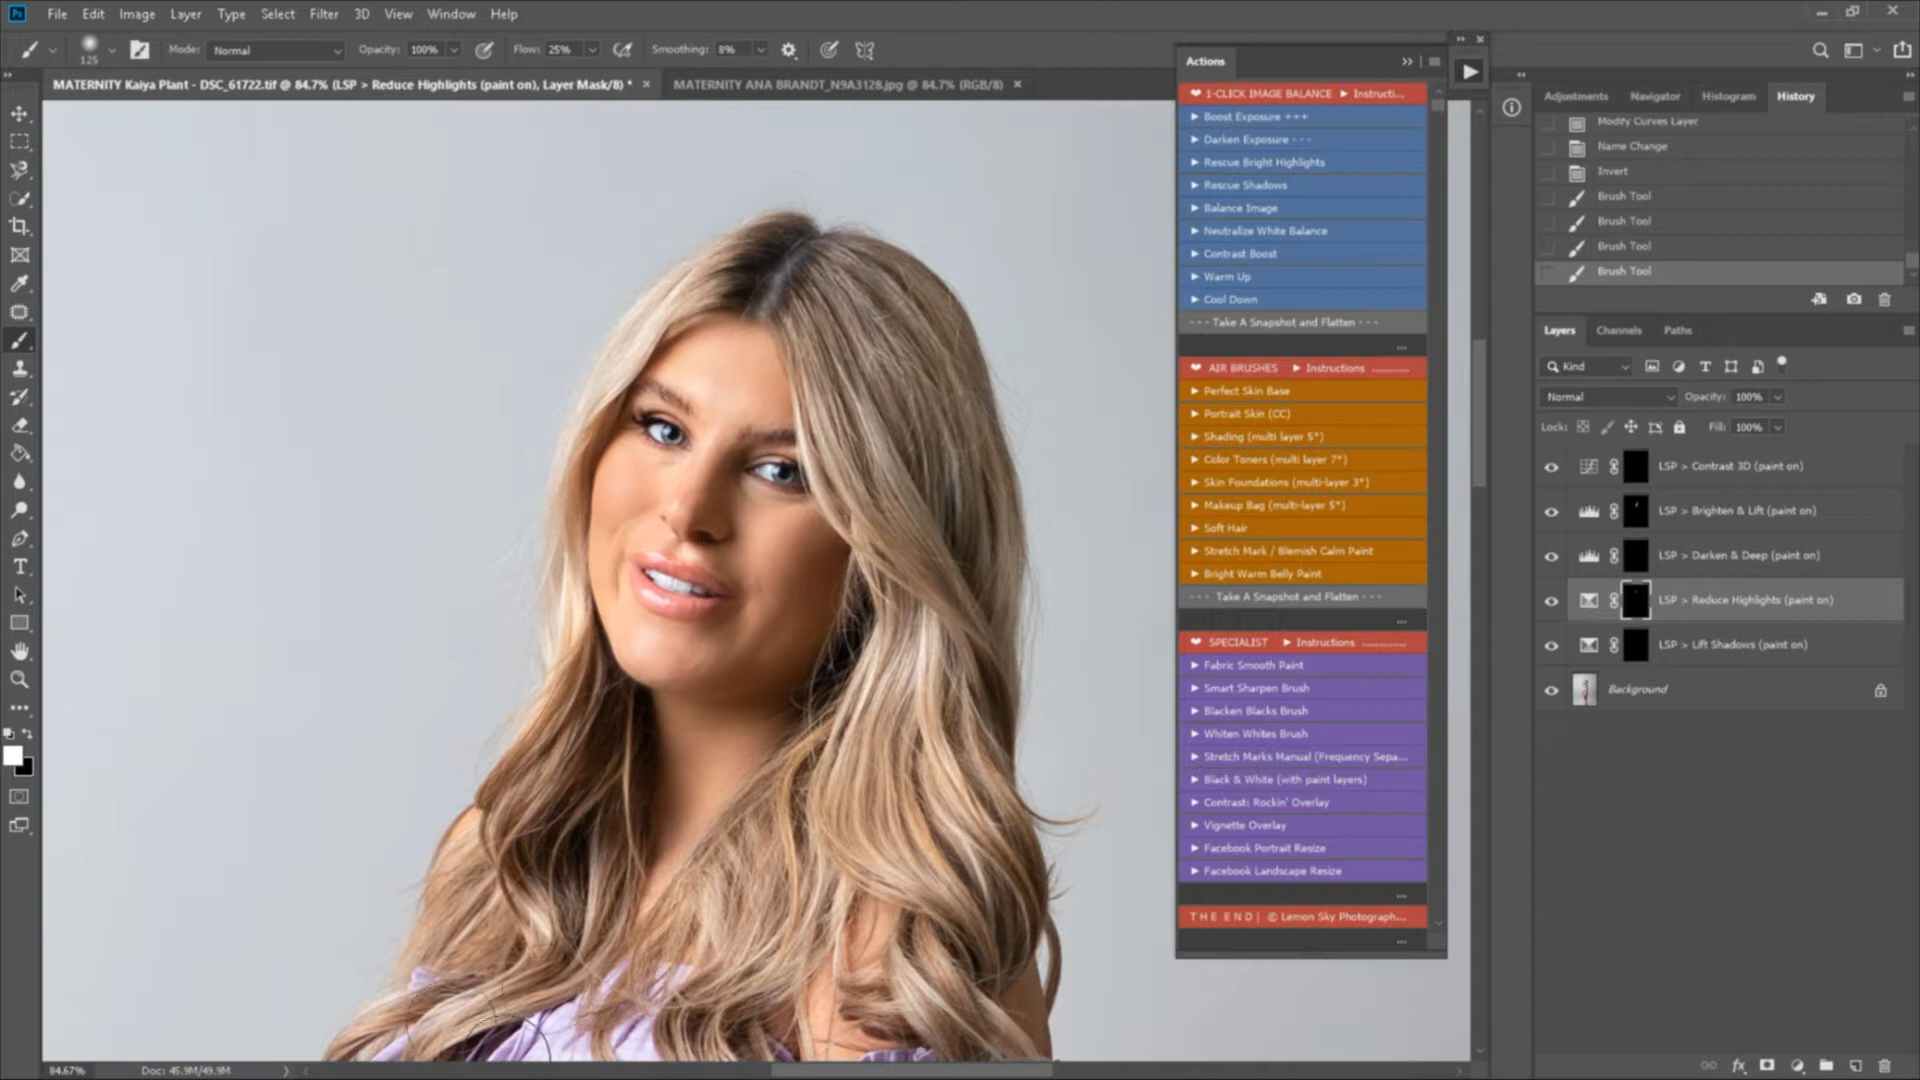 Ps File Edit Image Layer Type Select Filter 3D View Window Help
125 Mode: Normal Opacity: 100% Flow: 25% Smoothing: 8%
MATERNITY Kaiya Plant - DSC_61722.tif @ 84.7% (LSP > Reduce Highlights (paint on), Layer Mask/8) * × MATERNITY ANA BRANDT_N9A3128.jpg @ 84.7% (RGB/8) ×
Actions
❤ 1-CLICK IMAGE BALANCE ► Instructi...
► Boost Exposure +++
► Darken Exposure - - -
► Rescue Bright Highlights
► Rescue Shadows
► Balance Image
► Neutralize White Balance
► Contrast Boost
► Warm Up
► Cool Down
- - - Take A Snapshot and Flatten - - -
...
❤ AIR BRUSHES ► Instructions ...........
► Perfect Skin Base
► Portrait Skin (CC)
► Shading (multi layer 5*)
► Color Toners (multi layer 7*)
► Skin Foundations (multi-layer 3*)
► Makeup Bag (multi-layer 5*)
► Soft Hair
► Stretch Mark / Blemish Calm Paint
► Bright Warm Belly Paint
- - - Take A Snapshot and Flatten - - -
...
❤ SPECIALIST ► Instructions .............
► Fabric Smooth Paint
► Smart Sharpen Brush
► Blacken Blacks Brush
► Whiten Whites Brush
► Stretch Marks Manual (Frequency Sepa...
► Black & White (with paint layers)
► Contrast: Rockin' Overlay
► Vignette Overlay
► Facebook Portrait Resize
► Facebook Landscape Resize
...
T H E E N D | © Lemon Sky Photograph...
...
Adjustments Navigator Histogram History
Modify Curves Layer
Name Change
Invert
Brush Tool
Brush Tool
Brush Tool
Brush Tool
Layers Channels Paths
Kind
Normal Opacity: 100%
Lock: Fill: 100%
LSP > Contrast 3D (paint on)
LSP > Brighten & Lift (paint on)
LSP > Darken & Deep (paint on)
LSP > Reduce Highlights (paint on)
LSP > Lift Shadows (paint on)
Background
84.67% Doc: 45.9M/49.9M